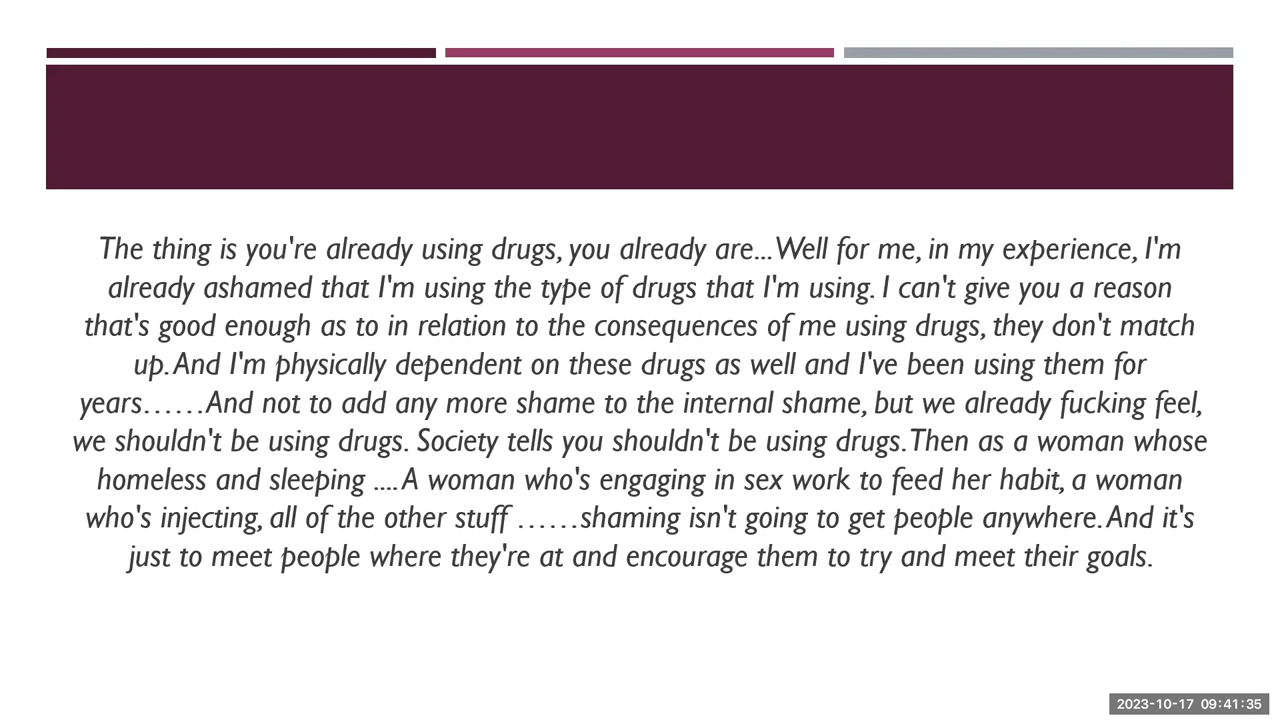 The thing is you're already using drugs, you already are...Well for me, in my experience, I'm
already ashamed that I'm using the type of drugs that I'm using. I can't give you a reason
that's good enough as to in relation to the consequences of me using drugs, they don't match
up. And I'm physically dependent on these drugs as well and I've been using them for
years……And not to add any more shame to the internal shame, but we already fucking feel,
we shouldn't be using drugs. Society tells you shouldn't be using drugs. Then as a woman whose
homeless and sleeping ....A woman who's engaging in sex work to feed her habit, a woman
who's injecting, all of the other stuff ……shaming isn't going to get people anywhere. And it's
just to meet people where they're at and encourage them to try and meet their goals.
2023-10-17 09:41:35